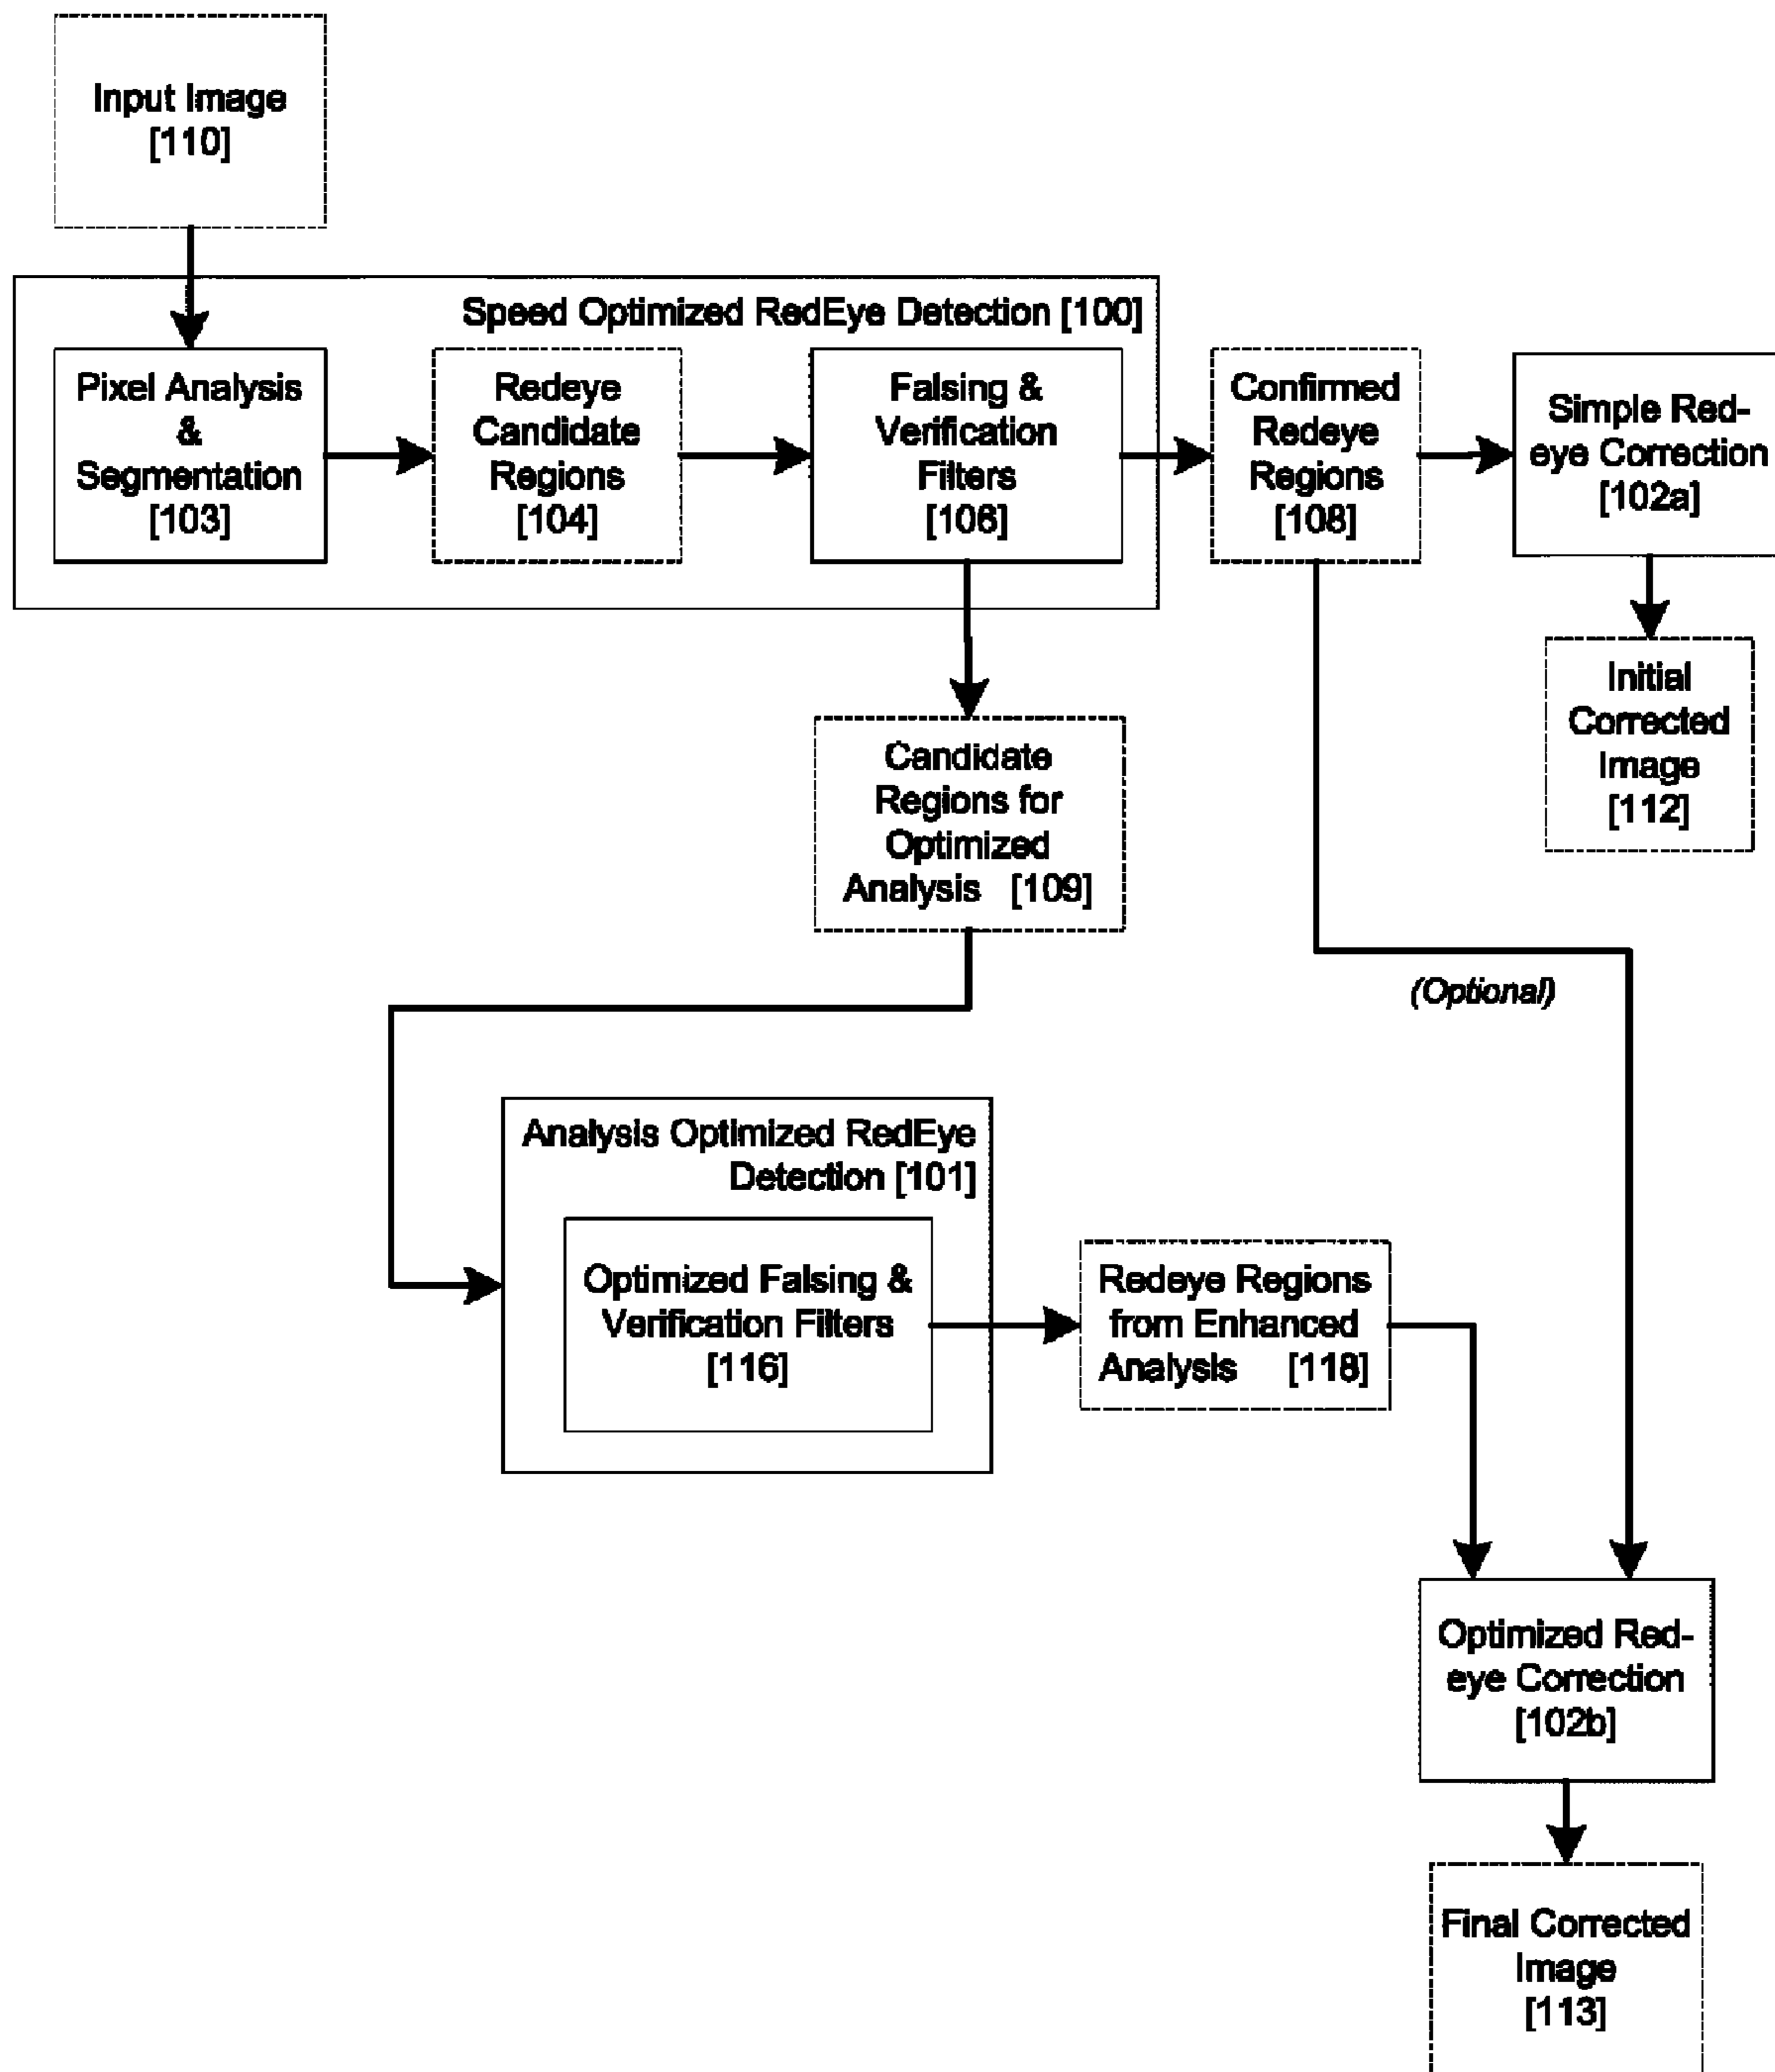 Input Image
[110]
Speed Optimized RedEye Detection [100]
Pixel Analysis
&
Segmentation
[103]
Redeye
Candidate
Regions
[104]
Falsing &
Verification
Filters
[106]
Confirmed
Redeye
Regions
[108]
Simple Red-
eye Correction
[102a]
Initial
Corrected
Image
[112]
Candidate
Regions for
Optimized
Analysis [109]
(Optional)
Analysis Optimized RedEye
Detection [101]
Optimized Falsing &
Verification Filters
[116]
Redeye Regions
from Enhanced
Analysis [118]
Optimized Red-
eye Correction
[102b]
Final Corrected
Image
[113]